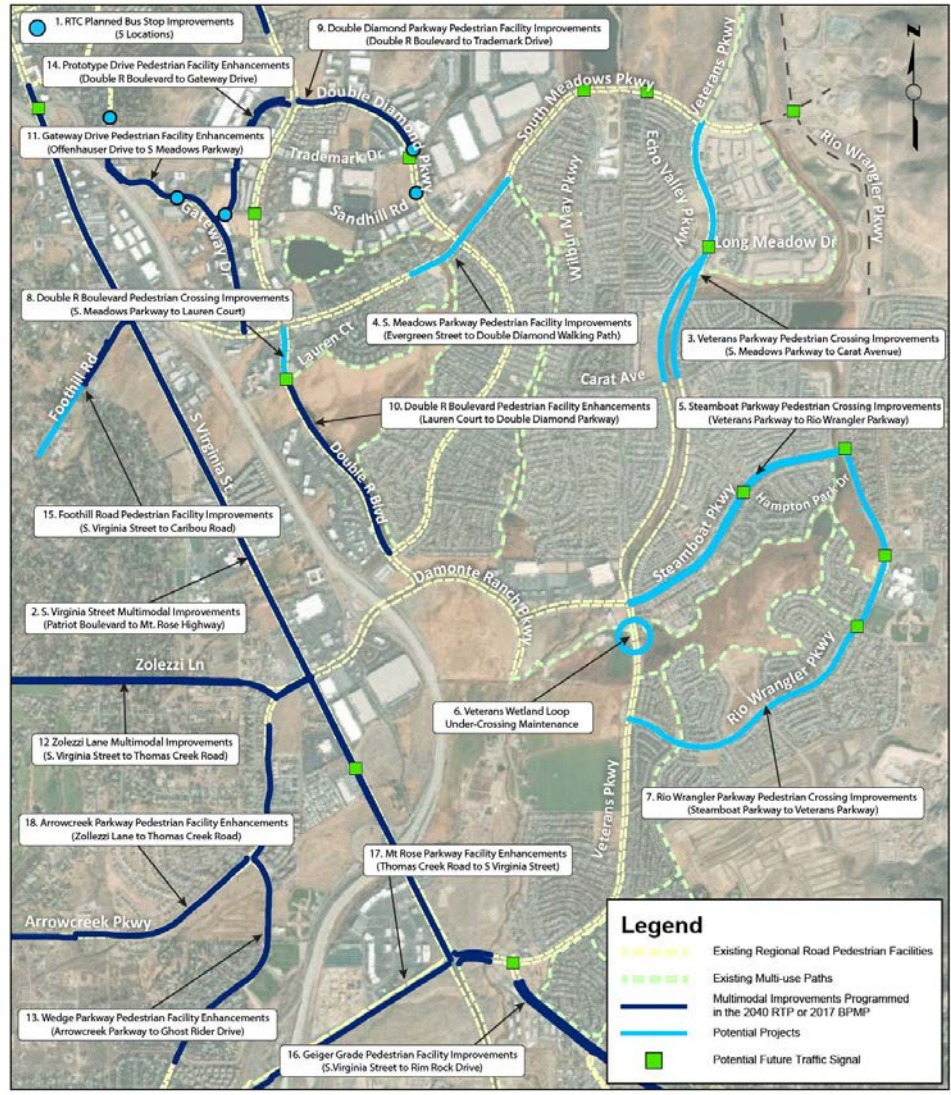 1. RTC Planned Bus Stop Improvements
(5 Locations)
9. Double Diamond Parkway Pedestrian Facility Improvements
(Double R Boulevard to Trademark Drive)
14. Prototype Drive Pedestrian Facility Enhancements
(Double R Boulevard to Gateway Drive)
11. Gateway Drive Pedestrian Facility Enhancements
(Offenhauser Drive to S Meadows Parkway)
Double Diamond Pkwy
Trademark Dr
Sandhill Rd
Gateway Dr
South Meadows Pkwy
Veterans Pkwy
Echo Valley Pkwy
Wilbur May Pkwy
Rio Wrangler Pkwy
Long Meadow Dr
z
8. Double R Boulevard Pedestrian Crossing Improvements
(S. Meadows Parkway to Lauren Court)
Lauren Ct
4. S. Meadows Parkway Pedestrian Facility Improvements
(Evergreen Street to Double Diamond Walking Path)
3. Veterans Parkway Pedestrian Crossing Improvements
(S. Meadows Parkway to Carat Avenue)
Carat Ave
Foothill Rd
S Virginia St.
10. Double R Boulevard Pedestrian Facility Enhancements
(Lauren Court to Double Diamond Parkway)
5. Steamboat Parkway Pedestrian Crossing Improvements
(Veterans Parkway to Rio Wrangler Parkway)
Double R Blvd
Hampton Park Dr
Steamboat Pkwy
15. Foothill Road Pedestrian Facility Improvements
(S. Virginia Street to Caribou Road)
Damonte Ranch Pkwy
2. S. Virginia Street Multimodal Improvements
(Patriot Boulevard to Mt. Rose Highway)
Zolezzi Ln
Rio Wrangler Pkwy
6. Veterans Wetland Loop
Under-Crossing Maintenance
12 Zolezzi Lane Multimodal Improvements
(S. Virginia Street to Thomas Creek Road)
Veterans Pkwy
7. Rio Wrangler Parkway Pedestrian Crossing Improvements
(Steamboat Parkway to Veterans Parkway)
18. Arrowcreek Parkway Pedestrian Facility Enhancements
(Zollezzi Lane to Thomas Creek Road)
17. Mt Rose Parkway Facility Enhancements
(Thomas Creek Road to S Virginia Street)
Arrowcreek Pkwy
13. Wedge Parkway Pedestrian Facility Enhancements
(Arrowcreek Parkway to Ghost Rider Drive)
16. Geiger Grade Pedestrian Facility Improvements
(S.Virginia Street to Rim Rock Drive)
Legend
Existing Regional Road Pedestrian Facilities
Existing Multi-use Paths
Multimodal Improvements Programmed
in the 2040 RTP or 2017 BPMP
Potential Projects
Potential Future Traffic Signal